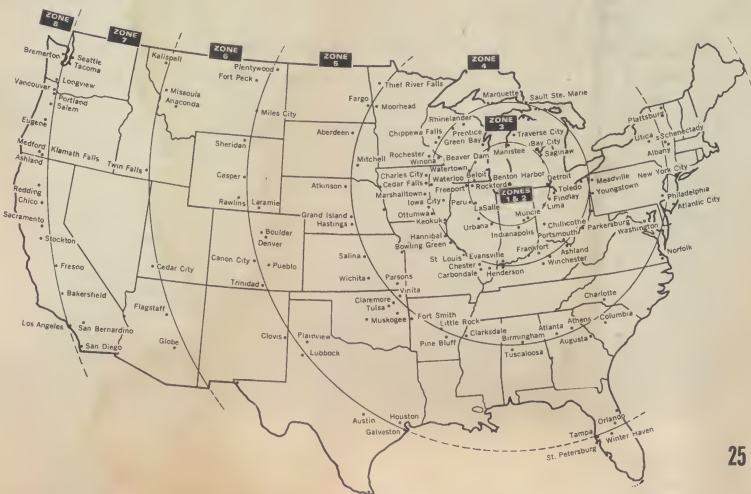 ZONE 8
ZONE 7
ZONE 6
ZONE 5
ZONE 4
ZONE 3
ZONES 1 & 2
Bremerton
Seattle
Tacoma
Longview
Vancouver
Portland
Salem
Eugene
Medford
Ashland
Klamath Falls
Twin Falls
Redding
Chico
Sacramento
Stockton
Fresno
Bakersfield
Los Angeles
San Bernardino
San Diego
Kalispell
Missoula
Anaconda
Plentywood
Fort Peck
Miles City
Sheridan
Casper
Rawlins
Laramie
Boulder
Denver
Canon City
Pueblo
Trinidad
Cedar City
Flagstaff
Globe
Clovis
Plainview
Lubbock
Austin
Houston
Galveston
Thief River Falls
Fargo
Moorhead
Aberdeen
Mitchell
Atkinson
Grand Island
Hastings
Salina
Wichita
Parsons
Vinita
Claremore
Tulsa
Muskogee
Fort Smith
Little Rock
Pine Bluff
Clarksdale
Marquette
Sault Ste. Marie
Rhinelander
Prentice
Chippewa Falls
Green Bay
Rochester
Winona
Beaver Dam
Watertown
Charles City
Waterloo
Beloit
Cedar Falls
Freeport
Rockford
Marshalltown
Iowa City
Peru
LaSalle
Ottumwa
Keokuk
Urbana
Hannibal
Bowling Green
St Louis
Evansville
Chester
Carbondale
Henderson
Traverse City
Bay City
Manistee
Saginaw
Benton Harbor
Detroit
Toledo
Findlay
Lima
Muncie
Indianapolis
Chillicothe
Portsmouth
Frankfort
Ashland
Winchester
Parkersburg
Meadville
Youngstown
Plattsburg
Utica
Schenectady
Albany
New York City
Philadelphia
Atlantic City
Washington
Norfolk
Charlotte
Columbia
Athens
Atlanta
Augusta
Birmingham
Tuscaloosa
Orlando
Tampa
Winter Haven
St. Petersburg
25